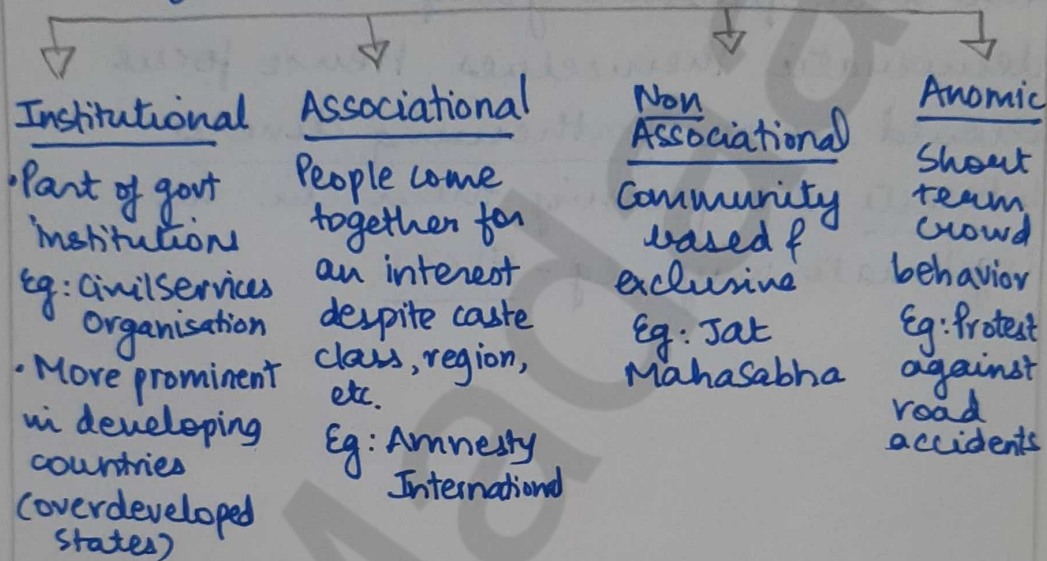 Institutional
• Part of govt
institutions
Eg: Civil Services
Organisation
• More prominent
in developing
countries
(overdeveloped
states)
Associational
People come
together for
an interest
despite caste
class, region,
etc.
Eg: Amnesty
International
Non
Associational
Community
based &
exclusive
Eg: Jat
Mahasabha
Anomic
Short
term
crowd
behavior
Eg: Protest
against
road
accidents